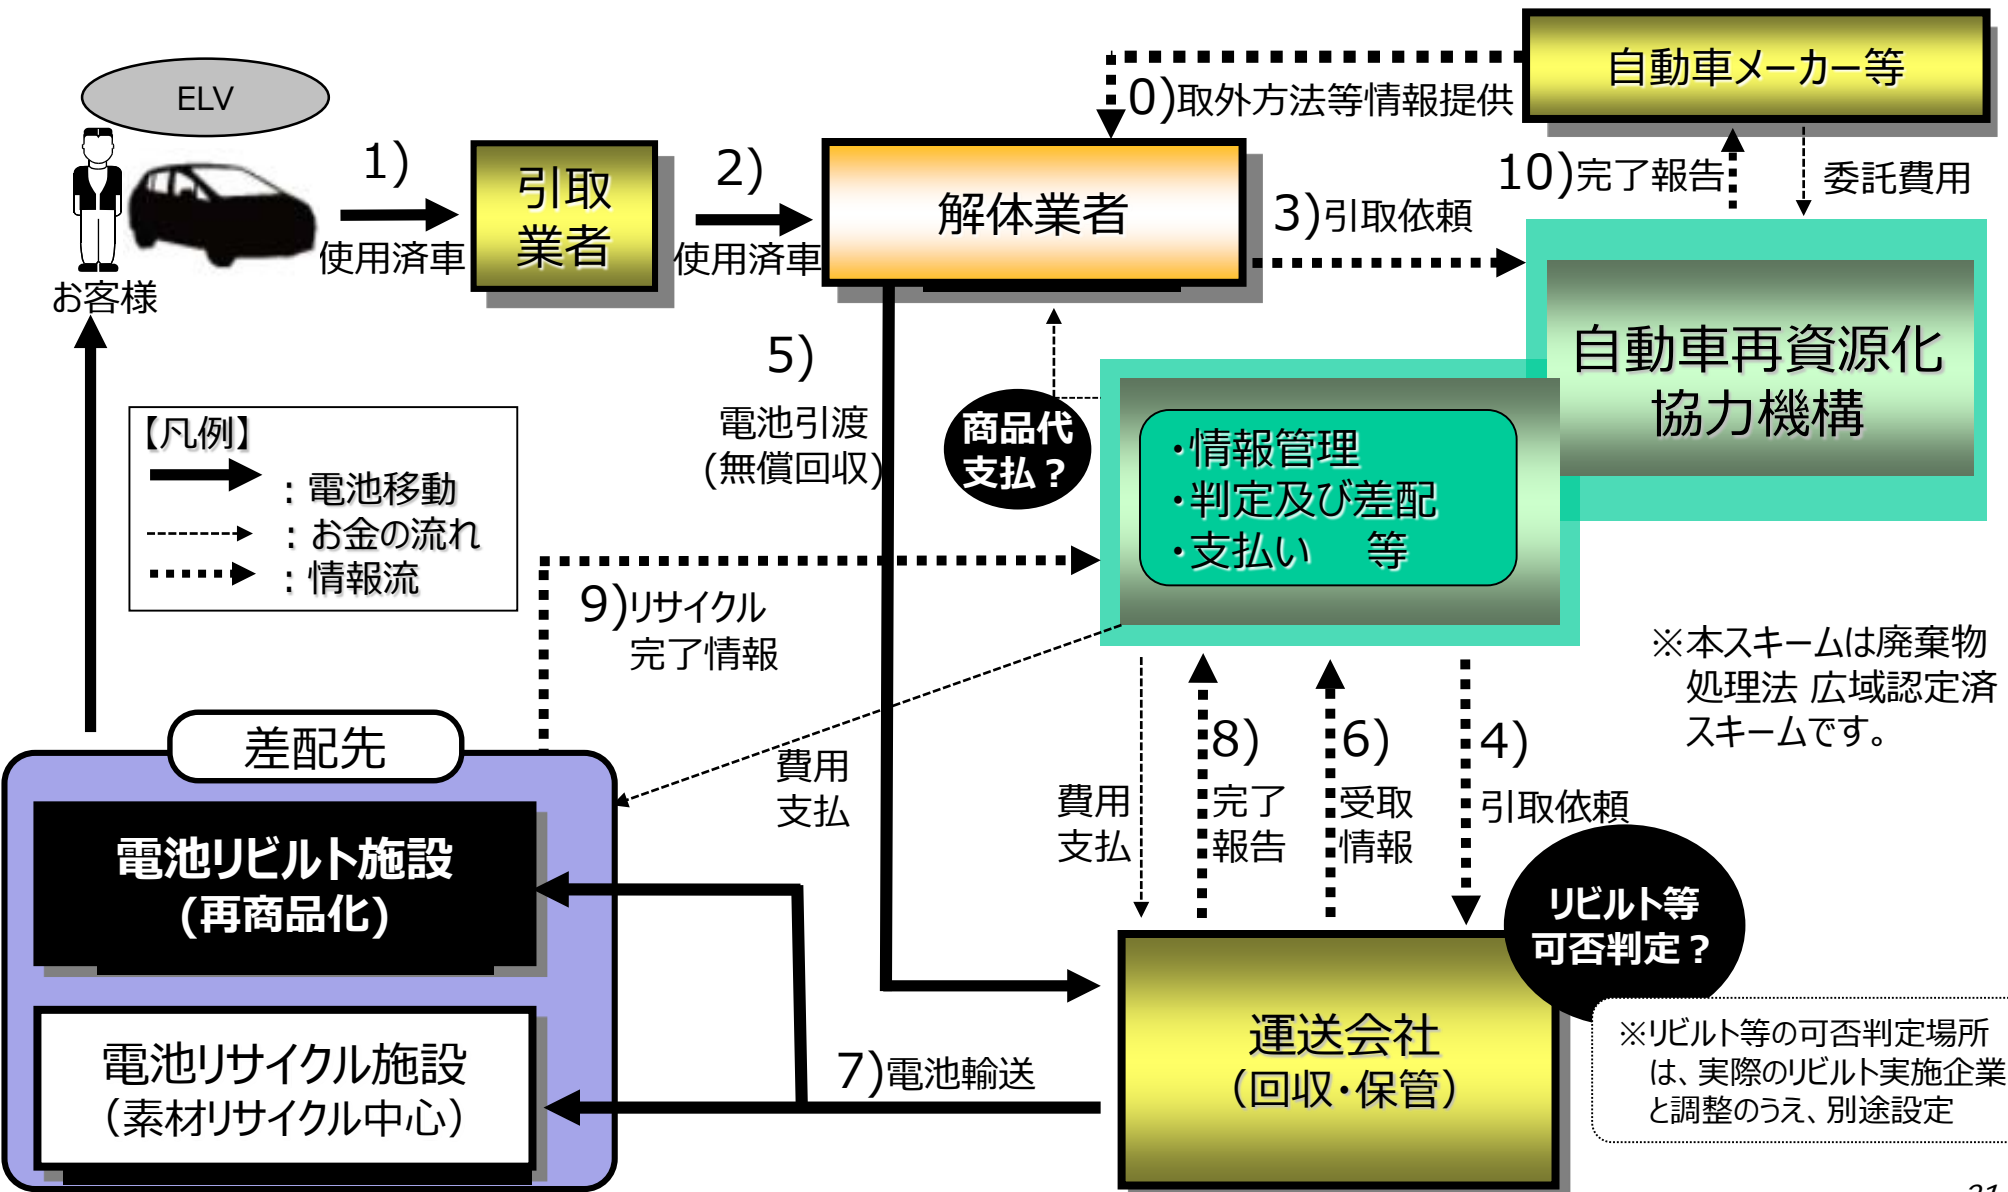 ELV
お客様
1)
使用済車
引取
業者
2)
使用済車
解体業者
0)取外方法等情報提供
自動車メーカー等
10)完了報告
委託費用
3)引取依頼
自動車再資源化
協力機構
5)
電池引渡
(無償回収)
商品代
支払？
・情報管理
・判定及び差配
・支払い　等
【凡例】
：電池移動
：お金の流れ
：情報流
9)リサイクル
完了情報
※本スキームは廃棄物
処理法 広域認定済
スキームです。
差配先
電池リビルト施設
(再商品化)
電池リサイクル施設
（素材リサイクル中心）
費用
支払
費用
支払
8)
完了
報告
6)
受取
情報
4)
引取依頼
リビルト等
可否判定？
7)電池輸送
運送会社
（回収・保管）
※リビルト等の可否判定場所
は、実際のリビルト実施企業
と調整のうえ、別途設定